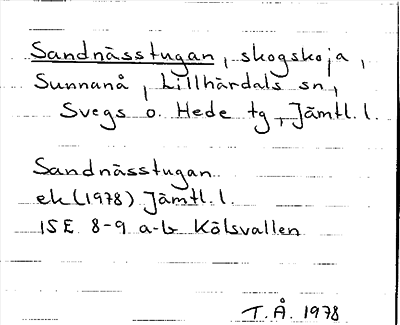 Sandnässtugan, skogskoja,
Sunnanå, Lillhärdals sn,
Svegs o. Hede tg, Jämtl. l.
Sandnässtugan
ek (1978) Jämtl. l.
15E 8-9 a-b Kölsvallen
T.Å. 1978